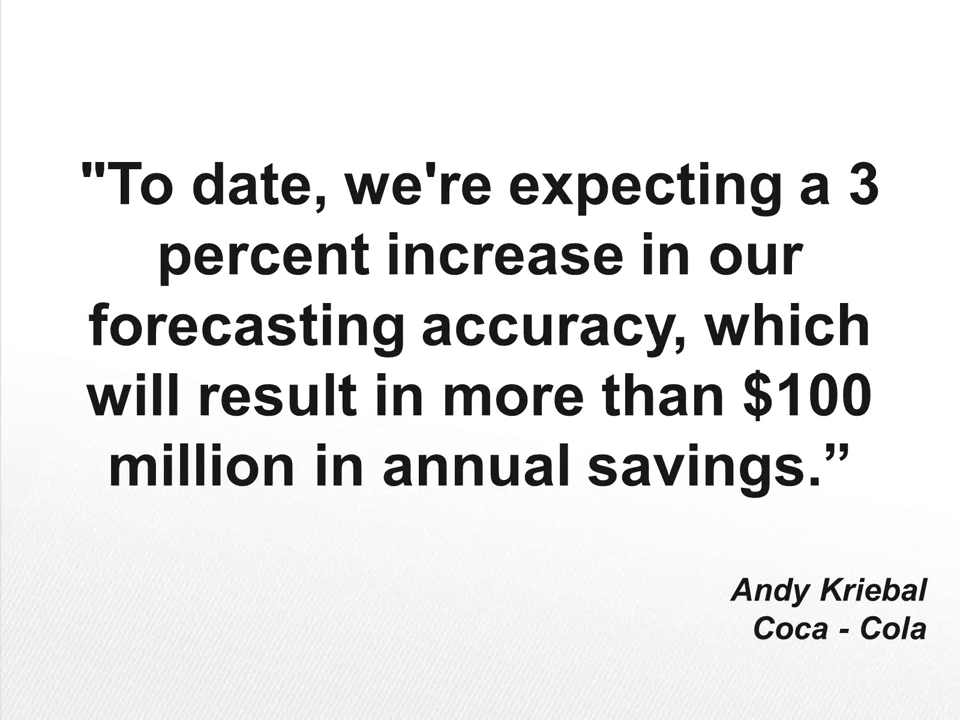 "To date, we're expecting a 3
percent increase in our
forecasting accuracy, which
will result in more than $100
million in annual savings.”
Andy Kriebal
Coca - Cola